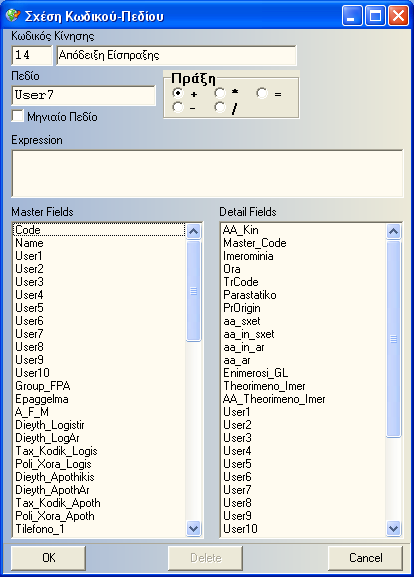 Σχέση Κωδικού-Πεδίου
Κωδικός Κίνησης
14 Απόδειξη Είσπραξης
Πεδίο
User7
Πράξη
+ * =
- /
Μηνιαίο Πεδίο
Expression
Master Fields
Code
Name
User1
User2
User3
User4
User5
User6
User7
User8
User9
User10
Group_FPA
Epaggelma
A_F_M
Dieyth_Logistir
Dieyth_LogAr
Tax_Kodik_Logis
Poli_Xora_Logis
Dieyth_Apothikis
Dieyth_ApothAr
Tax_Kodik_Apoth
Poli_Xora_Apoth
Tilefono_1
Detail Fields
AA_Kin
Master_Code
Imerominia
Ora
TrCode
Parastatiko
PrOrigin
aa_sxet
aa_in_sxet
aa_in_ar
aa_ar
Enimerosi_GL
Theorimeno_Imer
AA_Theorimeno_Imer
User1
User2
User3
User4
User5
User6
User7
User8
User9
User10
OK Delete Cancel